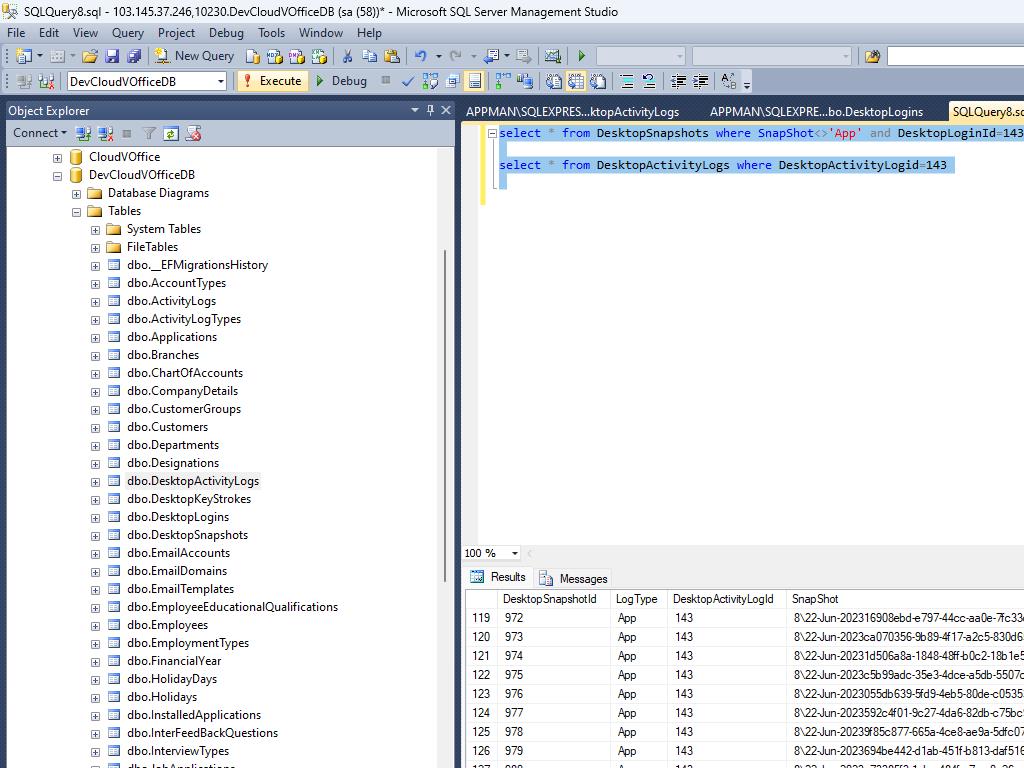 SQLQuery8.sql - 103.145.37.246,10230.DevCloudVOfficeDB (sa (58))* - Microsoft SQL Server Management Studio
File Edit View Query Project Debug Tools Window Help
New Query
DevCloudVOfficeDB Execute Debug
Object Explorer
Connect
CloudVOffice
DevCloudVOfficeDB
Database Diagrams
Tables
System Tables
FileTables
dbo.__EFMigrationsHistory
dbo.AccountTypes
dbo.ActivityLogs
dbo.ActivityLogTypes
dbo.Applications
dbo.Branches
dbo.ChartOfAccounts
dbo.CompanyDetails
dbo.CustomerGroups
dbo.Customers
dbo.Departments
dbo.Designations
dbo.DesktopActivityLogs
dbo.DesktopKeyStrokes
dbo.DesktopLogins
dbo.DesktopSnapshots
dbo.EmailAccounts
dbo.EmailDomains
dbo.EmailTemplates
dbo.EmployeeEducationalQualifications
dbo.Employees
dbo.EmploymentTypes
dbo.FinancialYear
dbo.HolidayDays
dbo.Holidays
dbo.InstalledApplications
dbo.InterFeedBackQuestions
dbo.InterviewTypes
APPMAN\SQLEXPRES...ktopActivityLogs APPMAN\SQLEXPRE...bo.DesktopLogins SQLQuery8.sq
select * from DesktopSnapshots where SnapShot<>'App' and DesktopLoginId=143
select * from DesktopActivityLogs where DesktopActivityLogid=143
100 %
Results Messages
DesktopSnapshotId LogType DesktopActivityLogId SnapShot
119 972 App 143 8\22-Jun-202316908ebd-e797-44cc-aa0e-7fc33
120 973 App 143 8\22-Jun-2023ca070356-9b89-4f17-a2c5-830d6
121 974 App 143 8\22-Jun-20231d506a8a-1848-48ff-b0c2-18b1e5
122 975 App 143 8\22-Jun-2023c5b99adc-35e3-4dce-a5db-5507c
123 976 App 143 8\22-Jun-2023055db639-5fd9-4eb5-80de-c0535
124 977 App 143 8\22-Jun-2023592c4f01-9c27-4da6-82db-c75bc
125 978 App 143 8\22-Jun-20239f85c877-665a-4ce8-ae9a-5dfc07
126 979 App 143 8\22-Jun-2023694be442-d1ab-451f-b813-daf516